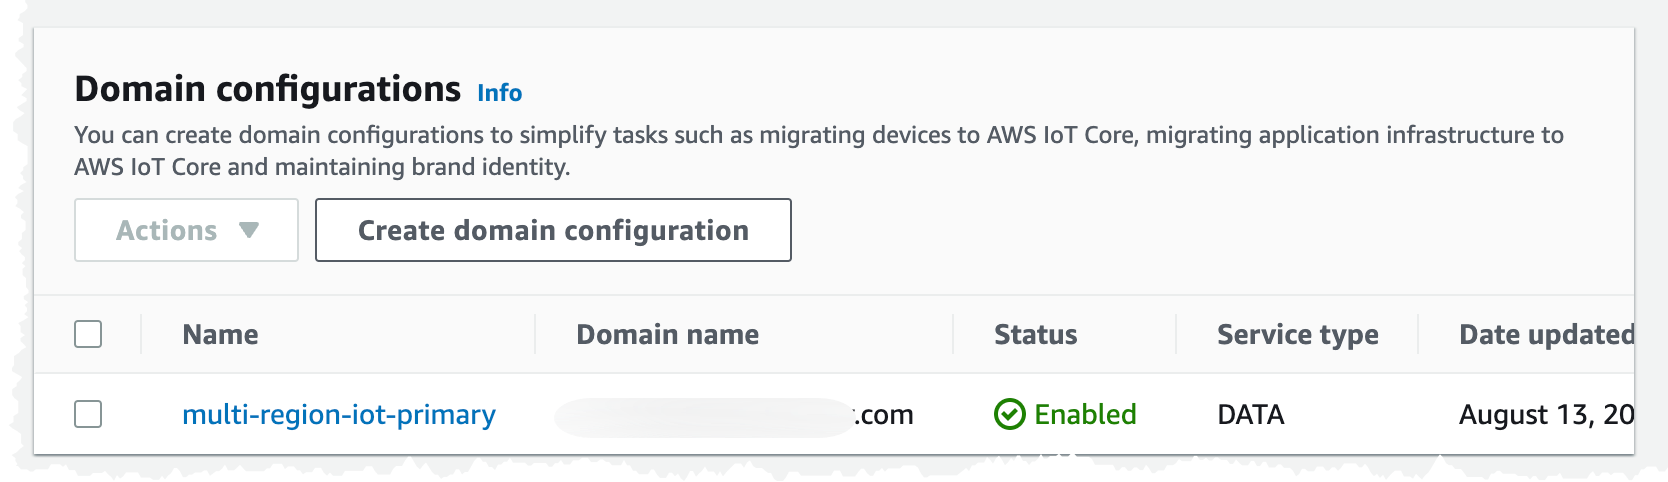 Domain configurations Info
You can create domain configurations to simplify tasks such as migrating devices to AWS IoT Core, migrating application infrastructure to
AWS IoT Core and maintaining brand identity.
Actions Create domain configuration
Name Domain name Status Service type Date updated
multi-region-iot-primary .com Enabled DATA August 13, 20